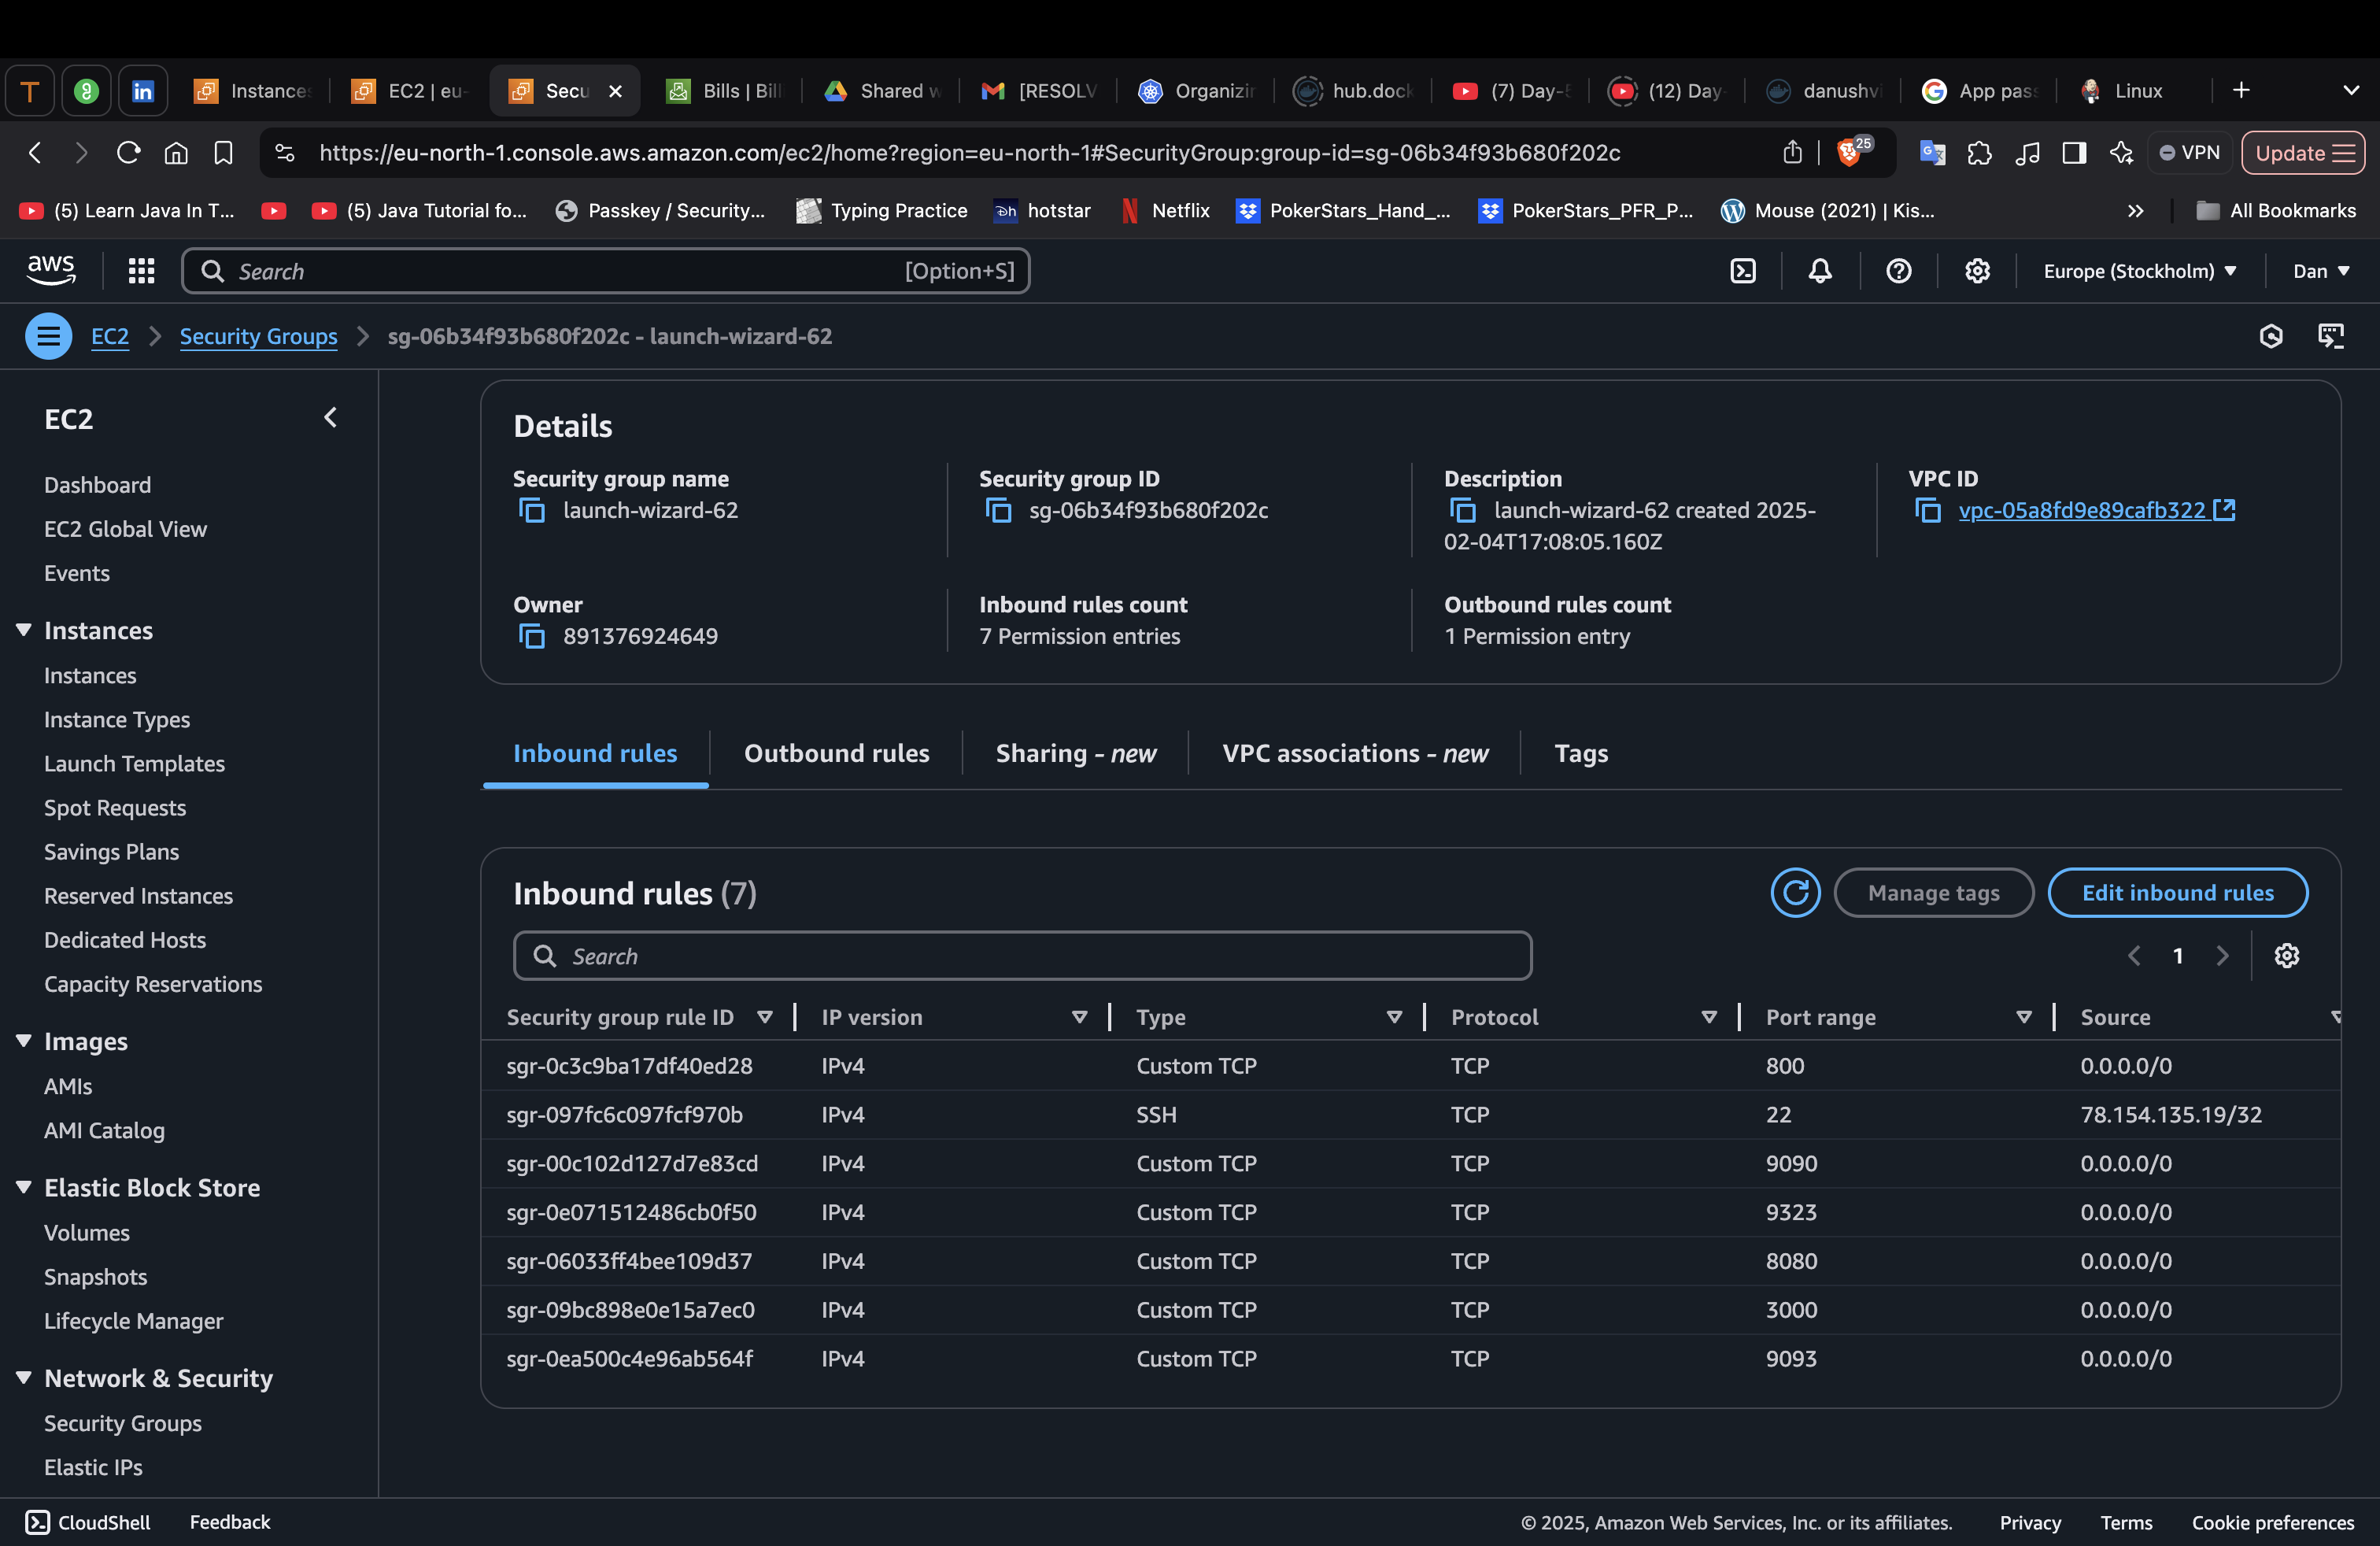 Instances
EC2 | eu-
Secu
Bills | Bill
Shared w
[RESOLV
Organizin
hub.dock
(7) Day-5
(12) Day-
danushvi
App pass
Linux
https://eu-north-1.console.aws.amazon.com/ec2/home?region=eu-north-1#SecurityGroup:group-id=sg-06b34f93b680f202c
25
VPN
Update
(5) Learn Java In T...
(5) Java Tutorial fo...
Passkey / Security...
Typing Practice
hotstar
Netflix
PokerStars_Hand_...
PokerStars_PFR_P...
Mouse (2021) | Kis...
All Bookmarks
aws
Search
[Option+S]
Europe (Stockholm)
Dan
EC2
Security Groups
sg-06b34f93b680f202c - launch-wizard-62
EC2
Dashboard
EC2 Global View
Events
Instances
Instances
Instance Types
Launch Templates
Spot Requests
Savings Plans
Reserved Instances
Dedicated Hosts
Capacity Reservations
Images
AMIs
AMI Catalog
Elastic Block Store
Volumes
Snapshots
Lifecycle Manager
Network & Security
Security Groups
Elastic IPs
Details
Security group name
launch-wizard-62
Security group ID
sg-06b34f93b680f202c
Description
launch-wizard-62 created 2025-
02-04T17:08:05.160Z
VPC ID
vpc-05a8fd9e89cafb322
Owner
891376924649
Inbound rules count
7 Permission entries
Outbound rules count
1 Permission entry
Inbound rules
Outbound rules
Sharing - new
VPC associations - new
Tags
Inbound rules (7)
Manage tags
Edit inbound rules
Search
1
Security group rule ID IP version Type Protocol Port range Source
sgr-0c3c9ba17df40ed28 IPv4 Custom TCP TCP 800 0.0.0.0/0
sgr-097fc6c097fcf970b IPv4 SSH TCP 22 78.154.135.19/32
sgr-00c102d127d7e83cd IPv4 Custom TCP TCP 9090 0.0.0.0/0
sgr-0e071512486cb0f50 IPv4 Custom TCP TCP 9323 0.0.0.0/0
sgr-06033ff4bee109d37 IPv4 Custom TCP TCP 8080 0.0.0.0/0
sgr-09bc898e0e15a7ec0 IPv4 Custom TCP TCP 3000 0.0.0.0/0
sgr-0ea500c4e96ab564f IPv4 Custom TCP TCP 9093 0.0.0.0/0
CloudShell
Feedback
© 2025, Amazon Web Services, Inc. or its affiliates.
Privacy
Terms
Cookie preferences